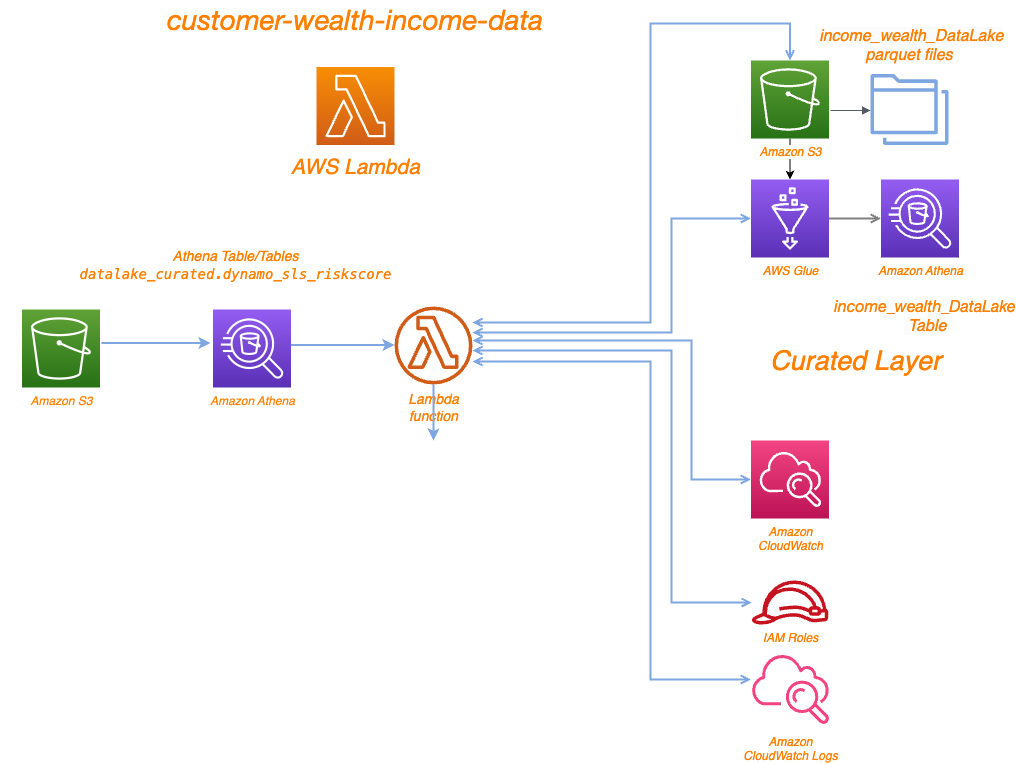 customer-wealth-income-data
AWS Lambda
Athena Table/Tables
datalake_curated.dynamo_sls_riskscore
Amazon S3
Amazon Athena
Lambda
function
income_wealth_DataLake
parquet files
Amazon S3
AWS Glue
Amazon Athena
income_wealth_DataLake
Table
Curated Layer
Amazon
CloudWatch
IAM Roles
Amazon
CloudWatch Logs